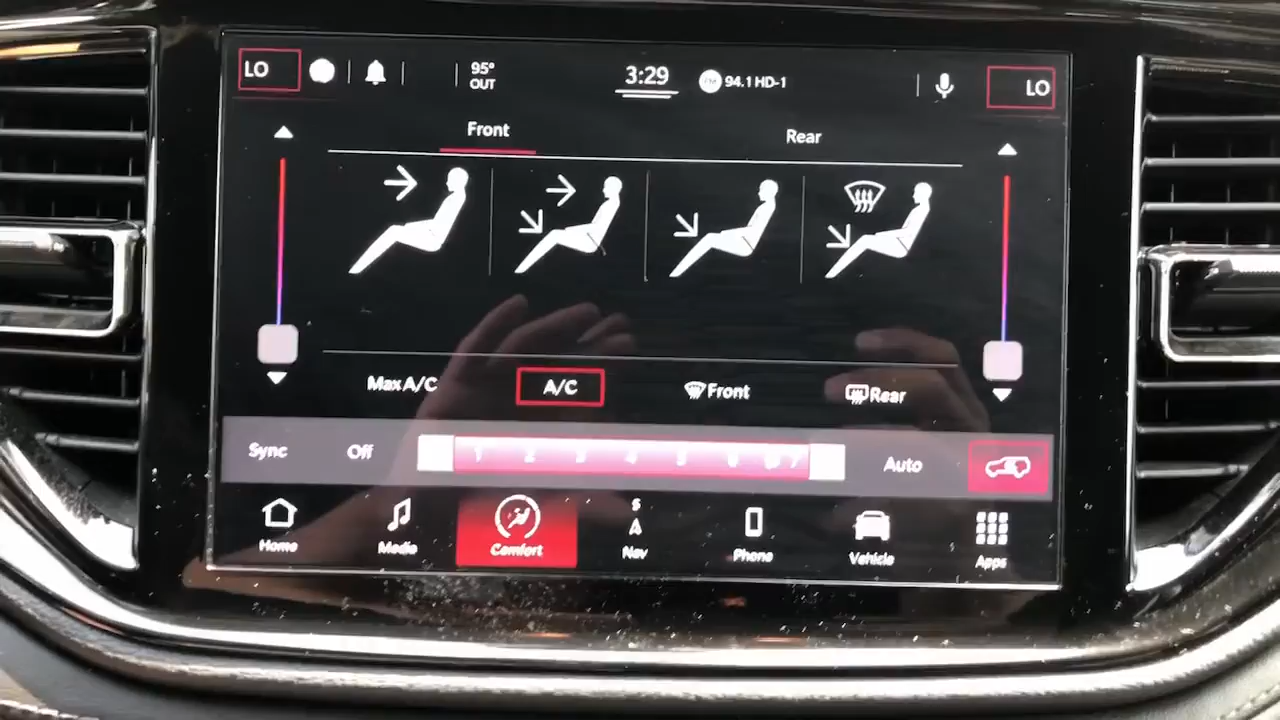 LO 95° OUT 3:29 FM 94.1 HD-1 LO
Front Rear
Max A/C A/C Front Rear
Sync Off 1 2 3 4 5 6 7 Auto
Home Media Comfort S A Nav Phone Vehicle Apps